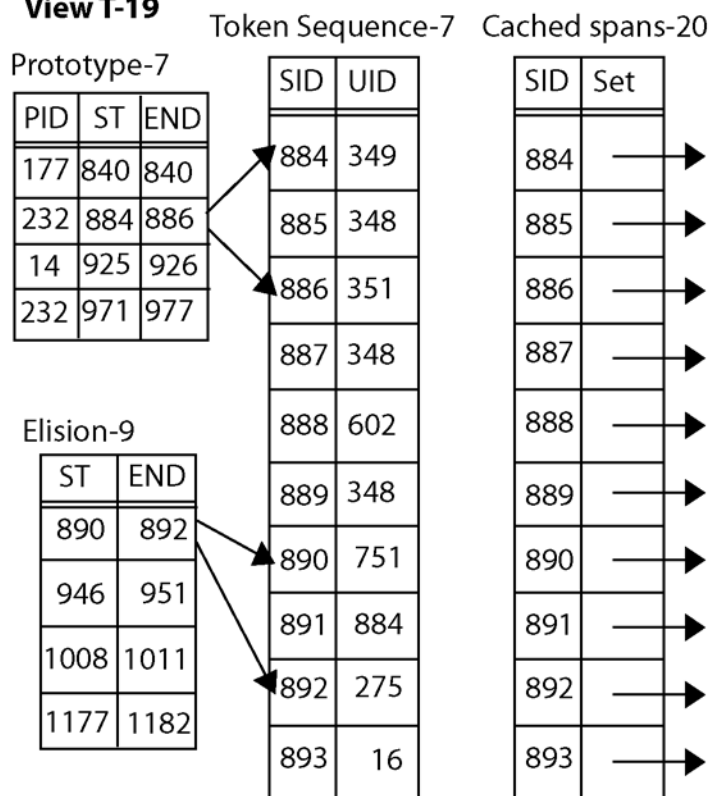 View T-19
Token Sequence-7 Cached spans-20
Prototype-7
PID ST END
177 840 840
232 884 886
14 925 926
232 971 977
SID UID
884 349
885 348
886 351
887 348
888 602
889 348
890 751
891 884
892 275
893 16
SID Set
884
885
886
887
888
889
890
891
892
893
Elision-9
ST END
890 892
946 951
1008 1011
1177 1182